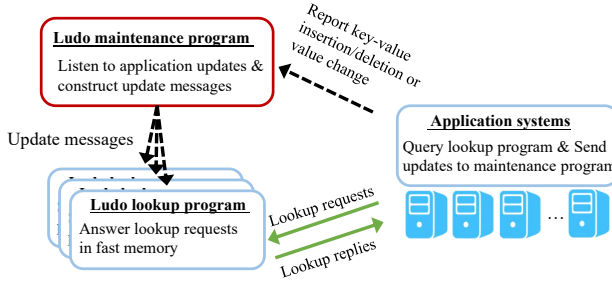 Ludo maintenance program
Listen to application updates &
construct update messages
Report key-value
insertion/deletion or
value change
Update messages
Application systems
Query lookup program & Send
updates to maintenance program
Ludo lookup program
Answer lookup requests
in fast memory
Lookup requests
Lookup replies
...